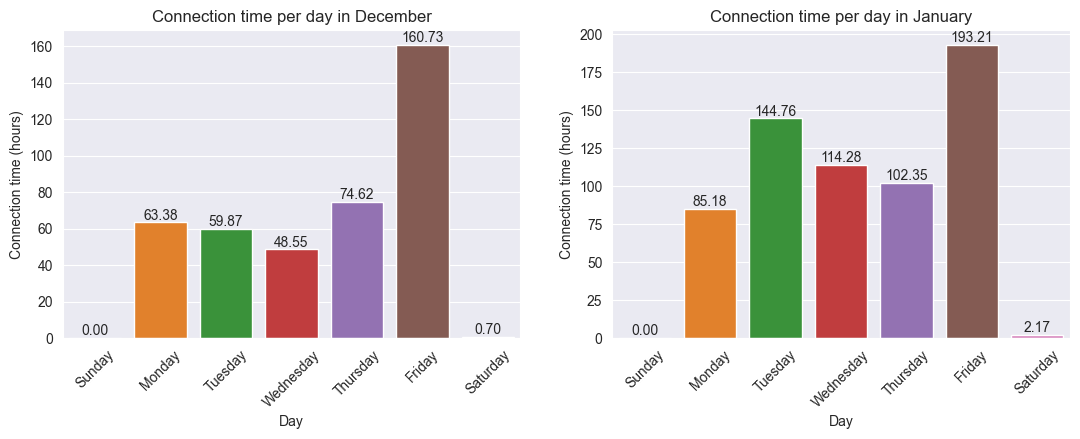 Connection time per day in December
Connection time (hours)
160
140
120
100
80
60
40
20
0
0.00
63.38
59.87
48.55
74.62
160.73
0.70
Sunday
Monday
Tuesday
Wednesday
Thursday
Friday
Saturday
Day
Connection time per day in January
Connection time (hours)
200
175
150
125
100
75
50
25
0
0.00
85.18
144.76
114.28
102.35
193.21
2.17
Sunday
Monday
Tuesday
Wednesday
Thursday
Friday
Saturday
Day